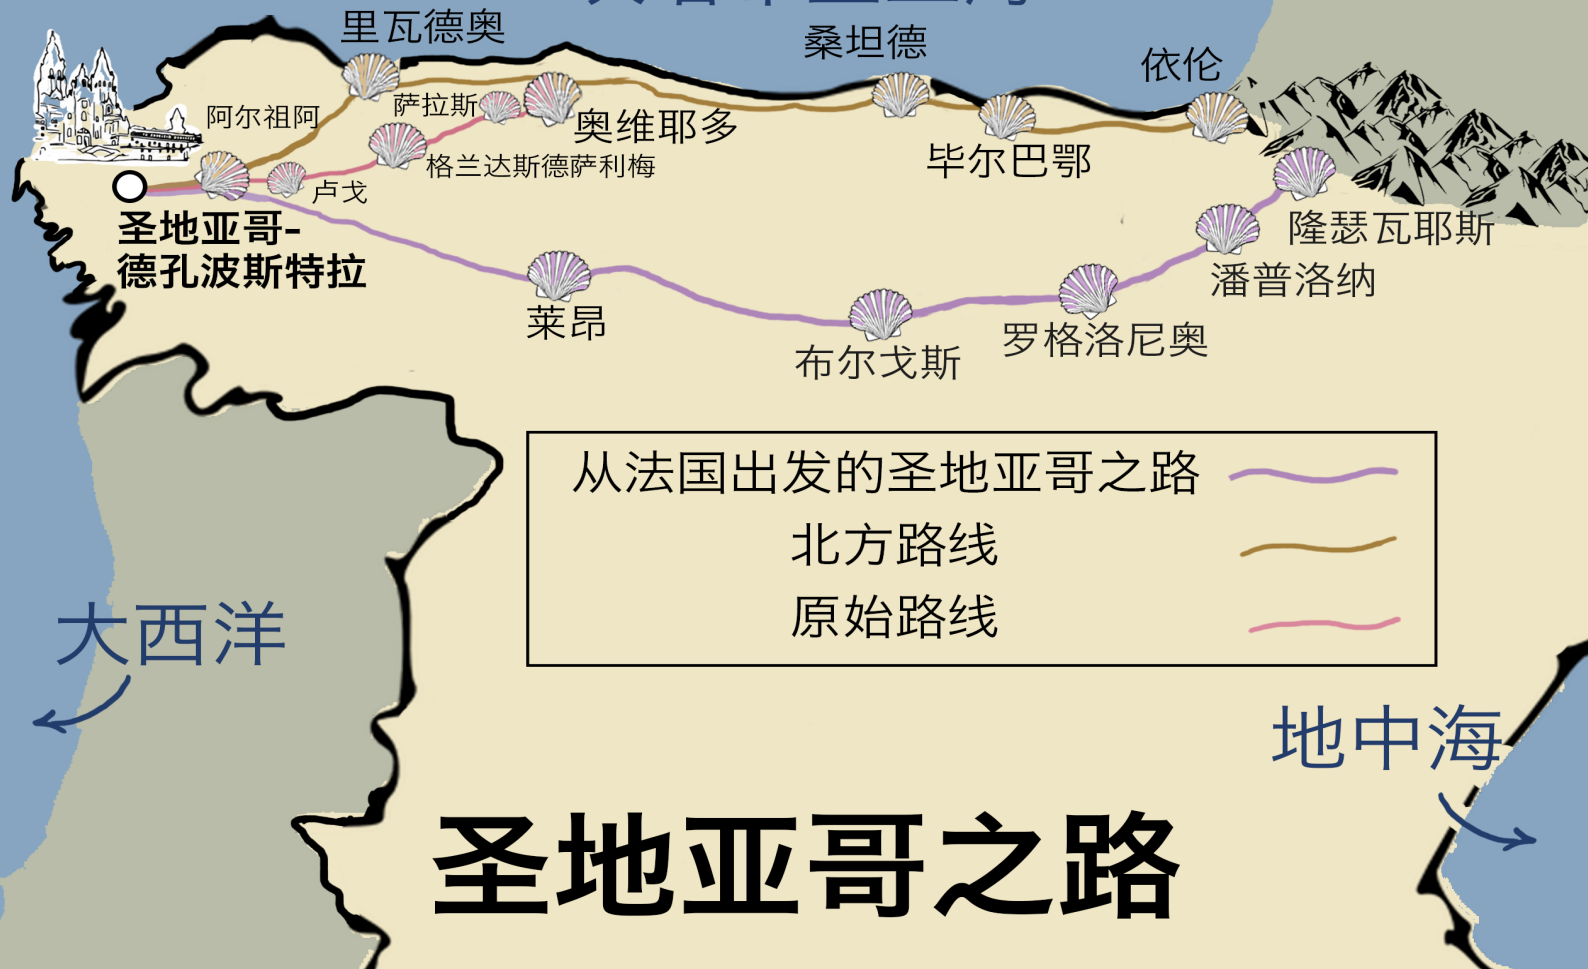 里瓦德奥
桑坦德
依伦
阿尔祖阿
萨拉斯
奥维耶多
毕尔巴鄂
格兰达斯德萨利梅
卢戈
隆瑟瓦耶斯
圣地亚哥-
德孔波斯特拉
潘普洛纳
莱昂
罗格洛尼奥
布尔戈斯
从法国出发的圣地亚哥之路
北方路线
原始路线
大西洋
地中海
圣地亚哥之路